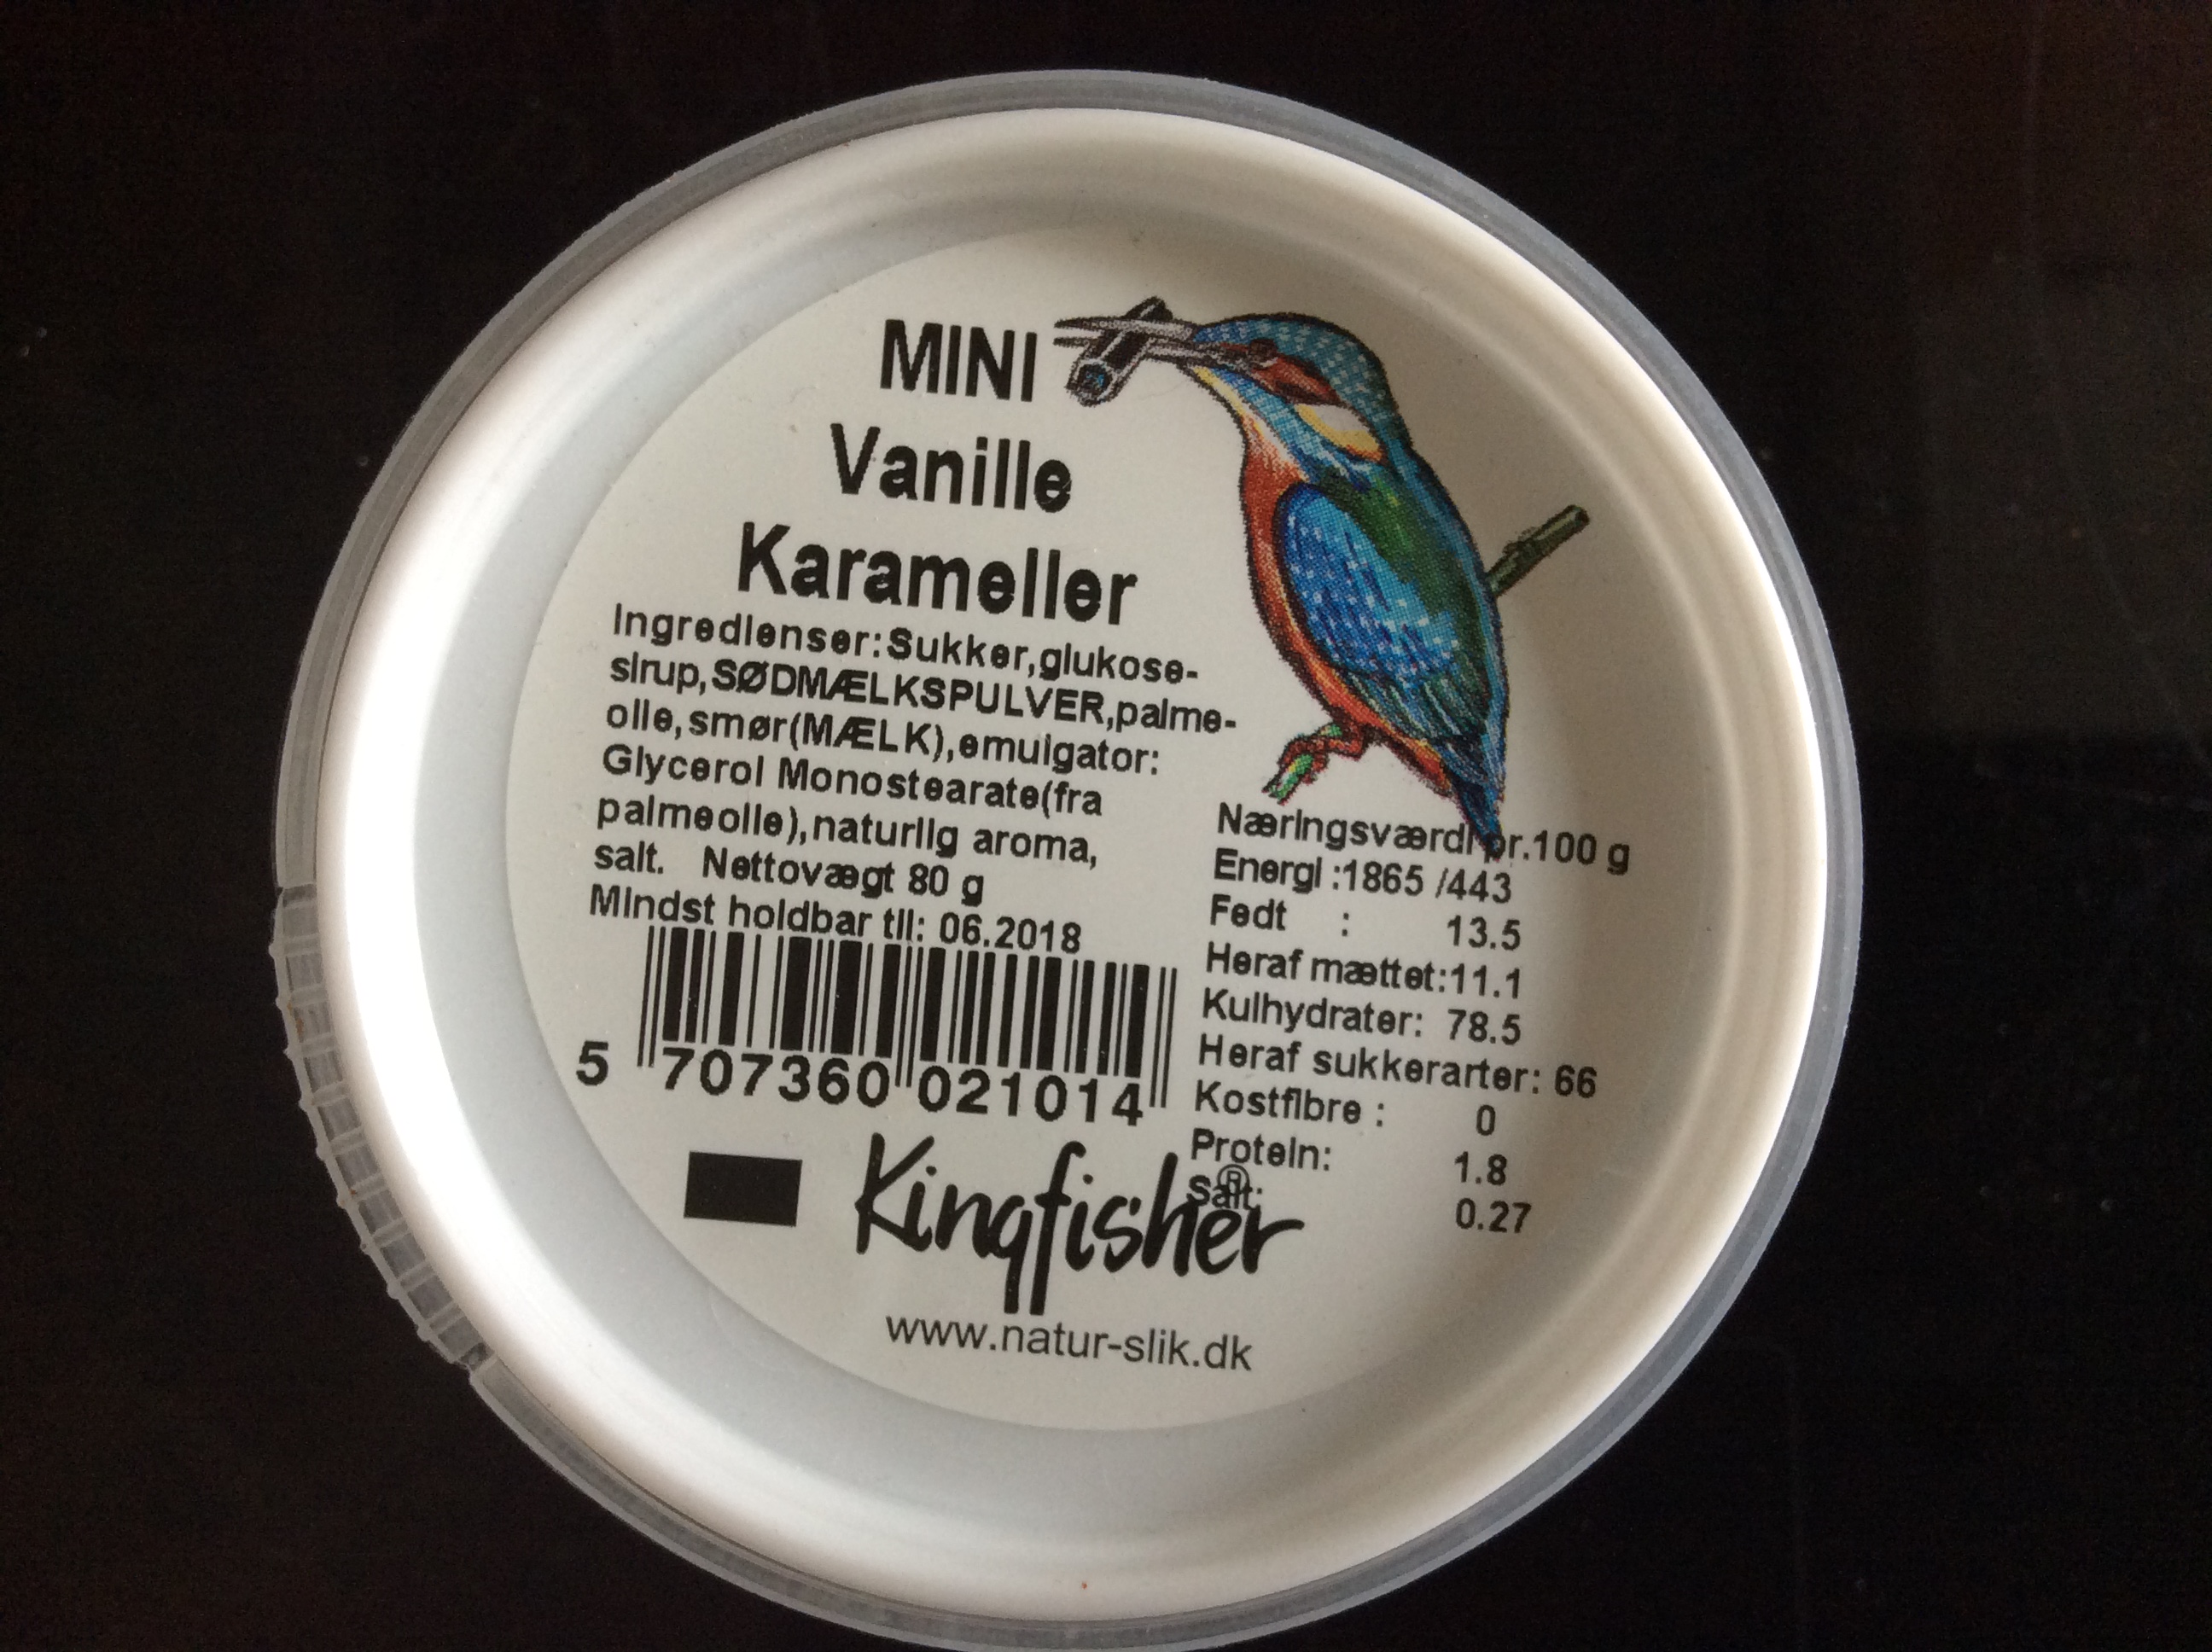 MINI
Vanille
Karameller
Ingredienser:Sukker,glukose-
sirup,SØDMÆLKSPULVER,palme-
olie,smør(MÆLK),emulgator:
Glycerol Monostearate(fra
palmeolie),naturlig aroma,
salt. Nettovægt 80 g
Mindst holdbar til: 06.2018
5 707360 021014
Næringsværdi pr.100 g
Energi :1865 /443
Fedt : 13.5
Heraf mættet:11.1
Kulhydrater: 78.5
Heraf sukkerarter: 66
Kostfibre : 0
Protein: 1.8
Salt: 0.27
Kingfisher®
www.natur-slik.dk